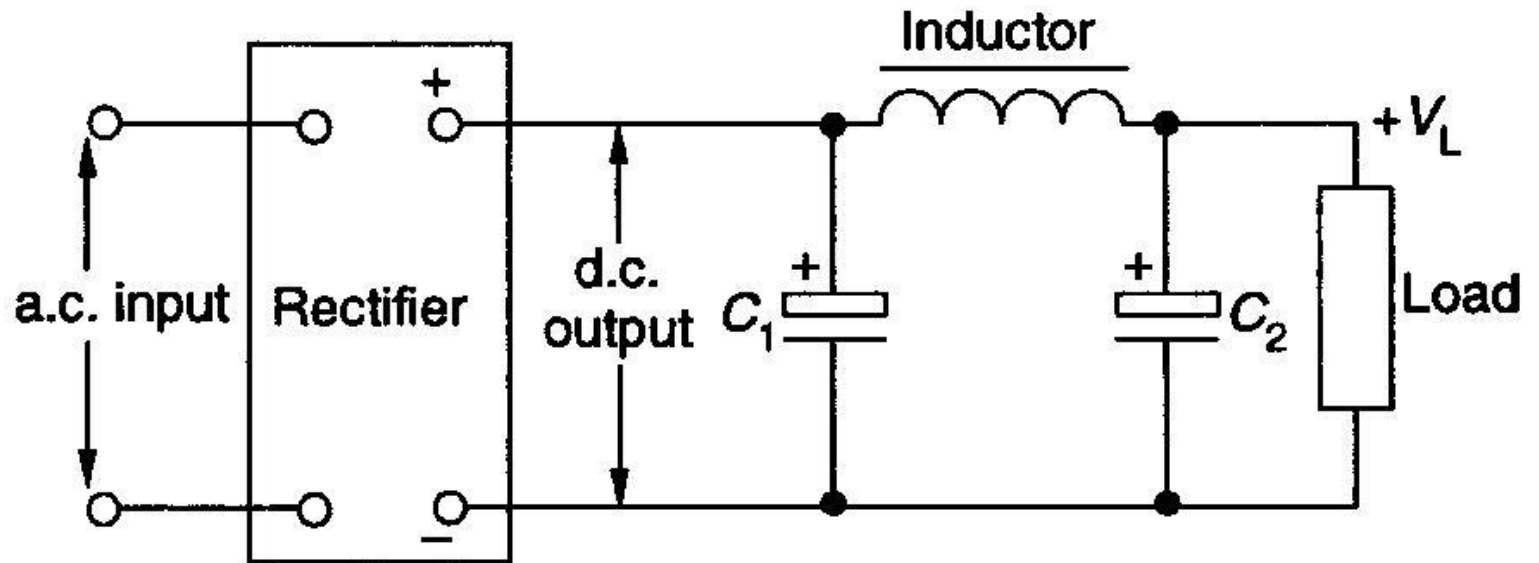 Inductor
+
+V_L
a.c. input
Rectifier
d.c.
output
+
C_1
+
C_2
Load
−